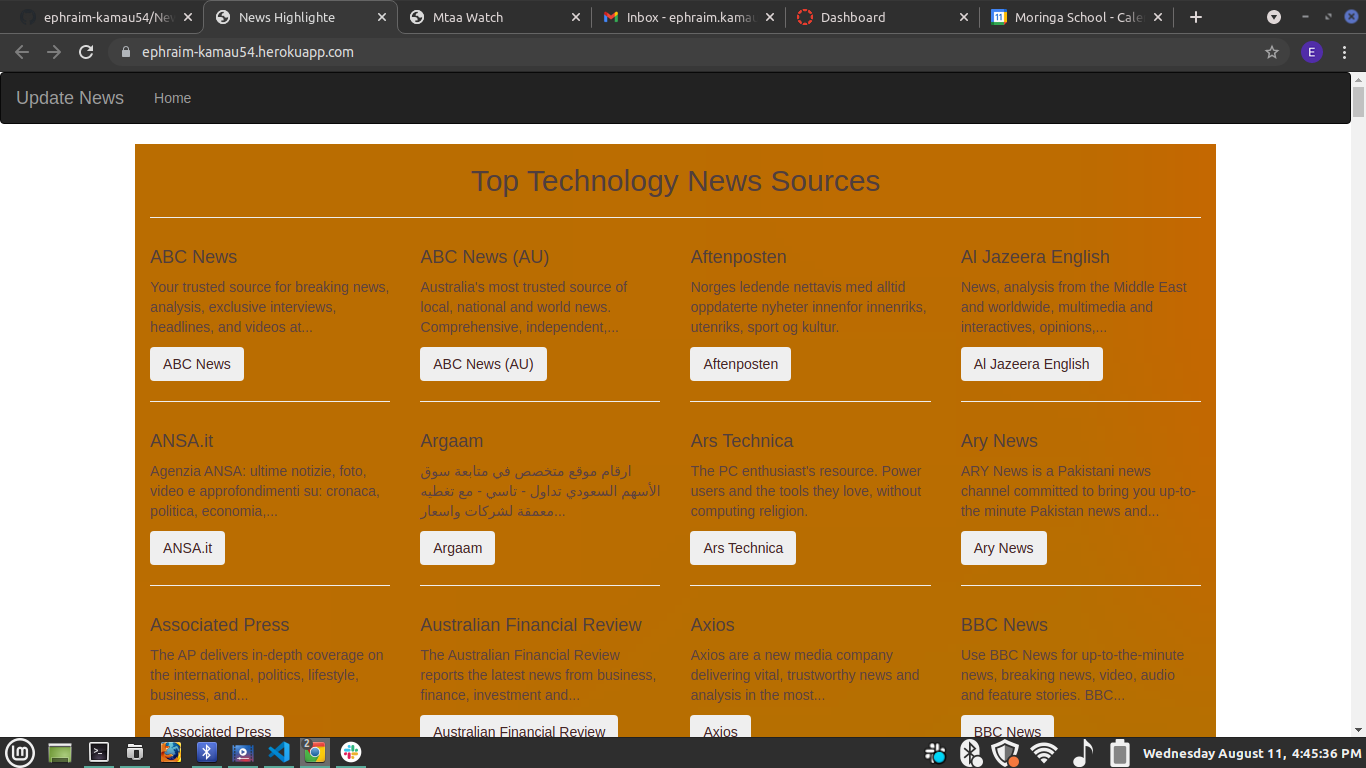 ephraim-kamau54/New
News Highlighte
Mtaa Watch
Inbox - ephraim.kamau
Dashboard
31
Moringa School - Cale
ephraim-kamau54.herokuapp.com
E
Update News
Home
Top Technology News Sources
ABC News
Your trusted source for breaking news,
analysis, exclusive interviews,
headlines, and videos at...
ABC News
ABC News (AU)
Australia's most trusted source of
local, national and world news.
Comprehensive, independent,...
ABC News (AU)
Aftenposten
Norges ledende nettavis med alltid
oppdaterte nyheter innenfor innenriks,
utenriks, sport og kultur.
Aftenposten
Al Jazeera English
News, analysis from the Middle East
and worldwide, multimedia and
interactives, opinions,...
Al Jazeera English
ANSA.it
Agenzia ANSA: ultime notizie, foto,
video e approfondimenti su: cronaca,
politica, economia,...
ANSA.it
Argaam
ارقام موقع متخصص في متابعة سوق
الأسهم السعودي تداول - تاسي - مع تغطيه
معمقة لشركات واسعار...
Argaam
Ars Technica
The PC enthusiast's resource. Power
users and the tools they love, without
computing religion.
Ars Technica
Ary News
ARY News is a Pakistani news
channel committed to bring you up-to-
the minute Pakistan news and...
Ary News
Associated Press
The AP delivers in-depth coverage on
the international, politics, lifestyle,
business, and...
Associated Press
Australian Financial Review
The Australian Financial Review
reports the latest news from business,
finance, investment and...
Australian Financial Review
Axios
Axios are a new media company
delivering vital, trustworthy news and
analysis in the most...
Axios
BBC News
Use BBC News for up-to-the-minute
news, breaking news, video, audio
and feature stories. BBC...
BBC News
2
Wednesday August 11, 4:45:36 PM